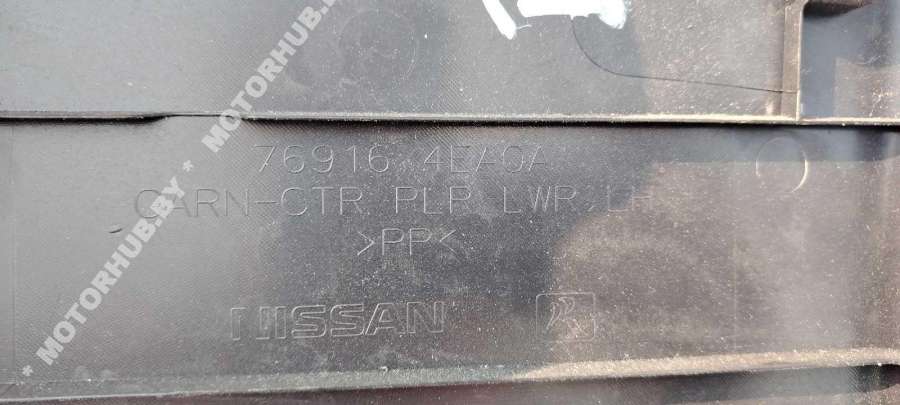 * MOTORHUB.BY * MOTORHUB.BY
76916 4EA0A
GARN-CTR PLR LWR,LH
>PP<
NISSAN